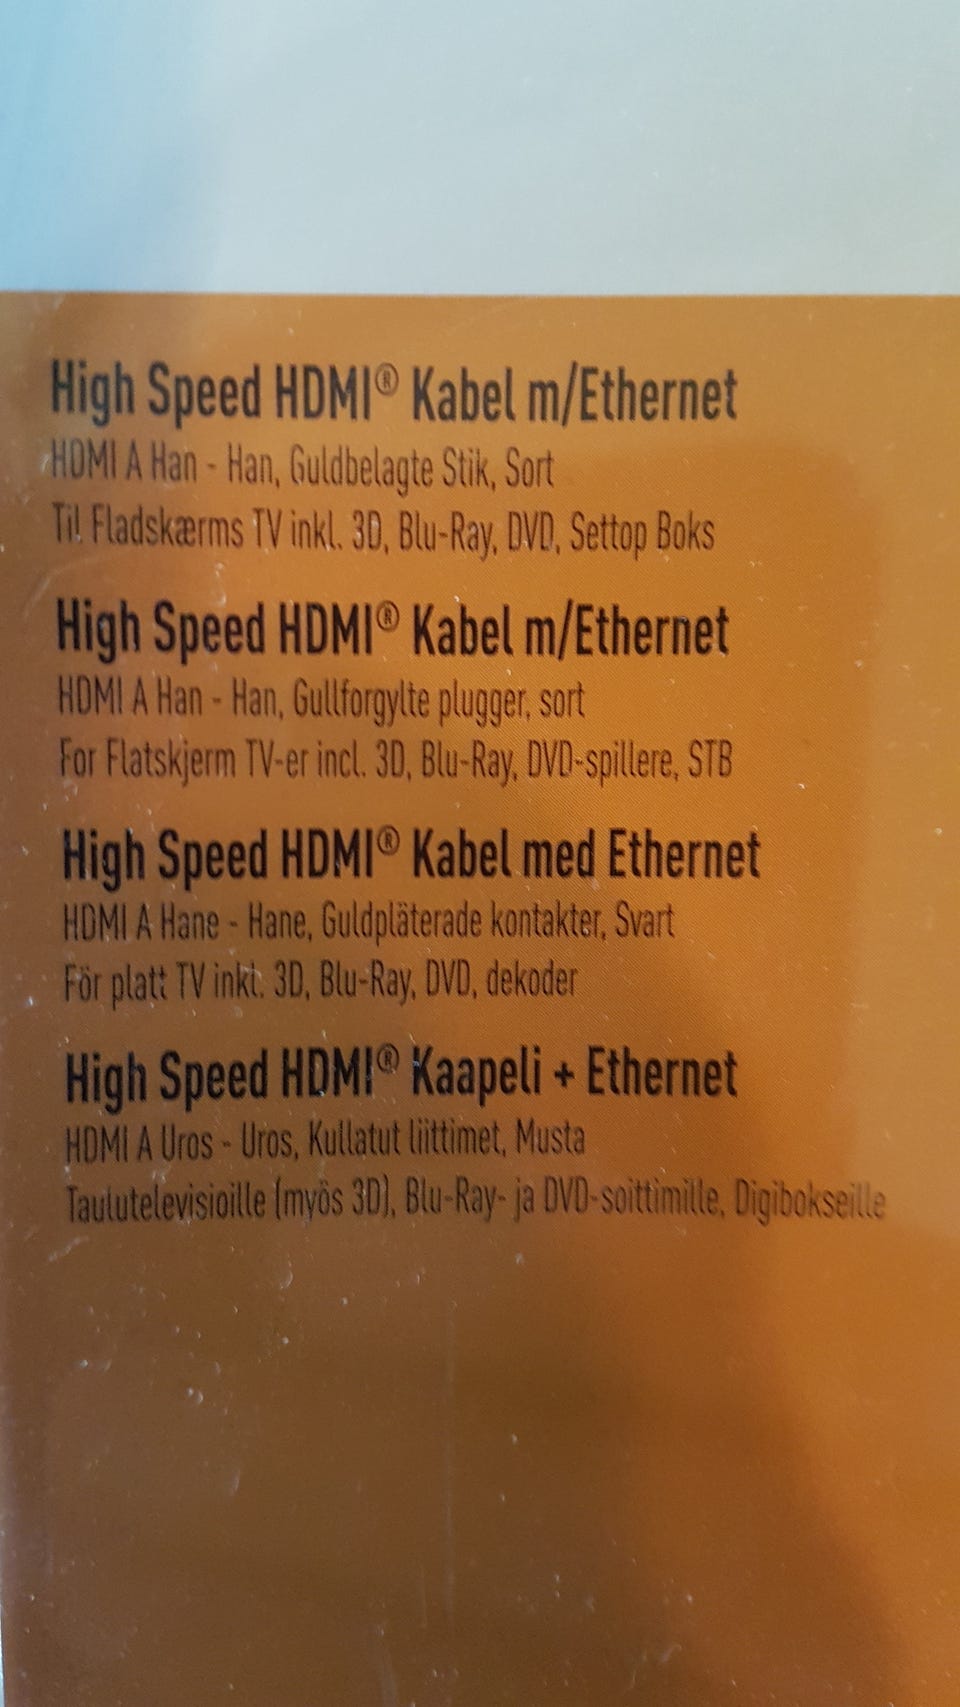 High Speed HDMI® Kabel m/Ethernet
HDMI A Han - Han, Guldbelagte Stik, Sort
Til Fladskærms TV inkl. 3D, Blu-Ray, DVD, Settop Boks
High Speed HDMI® Kabel m/Ethernet
HDMI A Han - Han, Gullforgylte plugger, sort
For Flatskjerm TV-er incl. 3D, Blu-Ray, DVD-spillere, STB
High Speed HDMI® Kabel med Ethernet
HDMI A Hane - Hane, Guldpläterade kontakter, Svart
För platt TV inkl. 3D, Blu-Ray, DVD, dekoder
High Speed HDMI® Kaapeli + Ethernet
HDMI A Uros - Uros, Kullatut liittimet, Musta
Taulutelevisioille (myös 3D), Blu-Ray- ja DVD-soittimille, Digibokseille